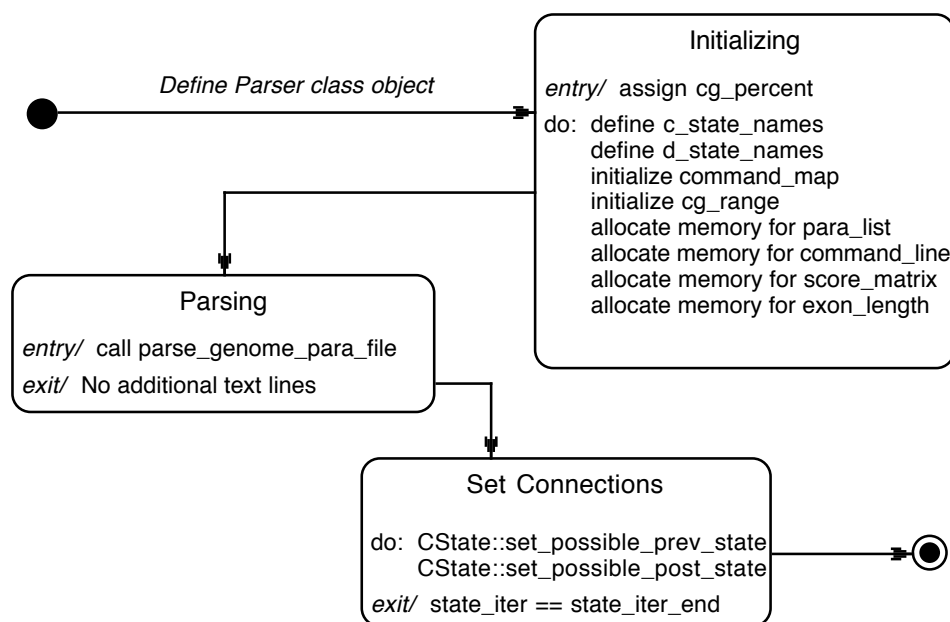 Define Parser class object
Initializing
entry/ assign cg_percent
do: define c_state_names
define d_state_names
initialize command_map
initialize cg_range
allocate memory for para_list
allocate memory for command_line
allocate memory for score_matrix
allocate memory for exon_length
Parsing
entry/ call parse_genome_para_file
exit/ No additional text lines
Set Connections
do: CState::set_possible_prev_state
CState::set_possible_post_state
exit/ state_iter == state_iter_end